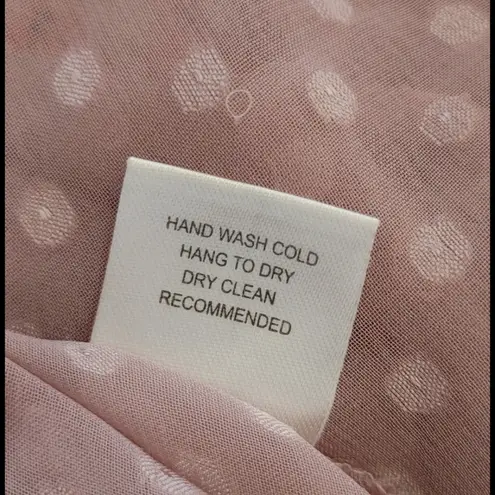 HAND WASH COLD
HANG TO DRY
DRY CLEAN
RECOMMENDED